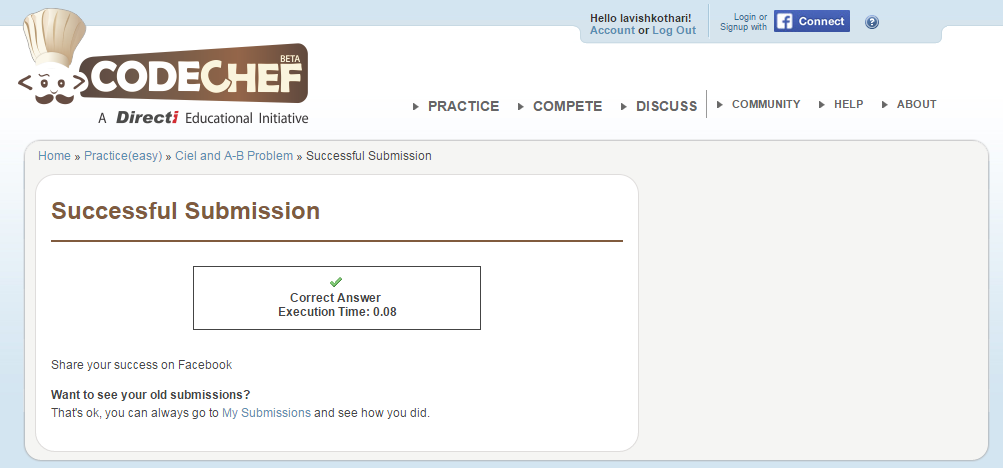 Hello lavishkothari!
Account or Log Out
Login or
Signup with
Connect
?
BETA
CODECHEF
A Directi Educational Initiative
PRACTICE COMPETE DISCUSS COMMUNITY HELP ABOUT
Home » Practice(easy) » Ciel and A-B Problem » Successful Submission
Successful Submission
Correct Answer
Execution Time: 0.08
Share your success on Facebook
Want to see your old submissions?
That's ok, you can always go to My Submissions and see how you did.